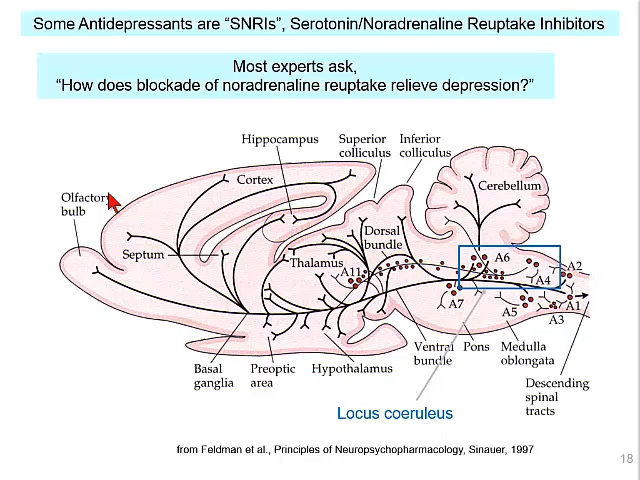 Some Antidepressants are “SNRIs”, Serotonin/Noradrenaline Reuptake Inhibitors
Most experts ask,
“How does blockade of noradrenaline reuptake relieve depression?”
Hippocampus
Superior
colliculus
Inferior
colliculus
Cortex
Cerebellum
Olfactory
bulb
Septum
Dorsal
bundle
Thalamus
A11
A6
A2
A4
A7
A5
A1
A3
Basal
ganglia
Preoptic
area
Hypothalamus
Ventral
bundle
Pons
Medulla
oblongata
Descending
spinal
tracts
Locus coeruleus
from Feldman et al., Principles of Neuropsychopharmacology, Sinauer, 1997
18